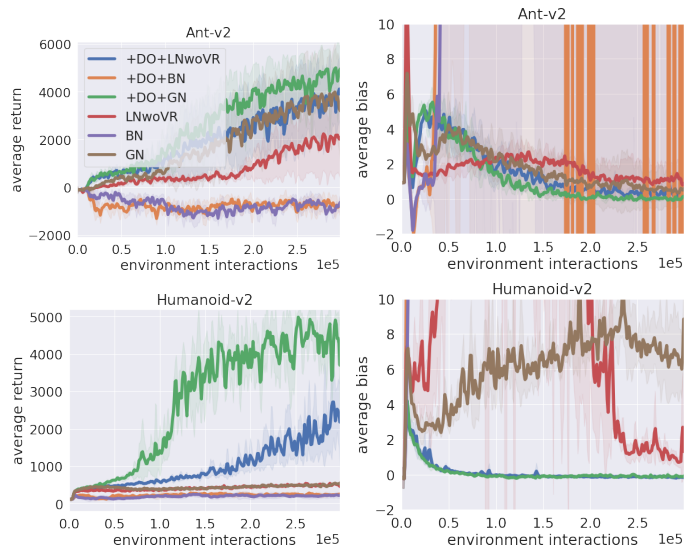 Ant-v2
6000
4000
2000
0
−2000
average return
+DO+LNwoVR
+DO+BN
+DO+GN
LNwoVR
BN
GN
0.0 0.5 1.0 1.5 2.0 2.5
environment interactions 1e5
Ant-v2
10
8
6
4
2
0
−2
average bias
0.0 0.5 1.0 1.5 2.0 2.5
environment interactions 1e5
Humanoid-v2
5000
4000
3000
2000
1000
0
average return
0.0 0.5 1.0 1.5 2.0 2.5
environment interactions 1e5
Humanoid-v2
10
8
6
4
2
0
−2
average bias
0.0 0.5 1.0 1.5 2.0 2.5
environment interactions 1e5